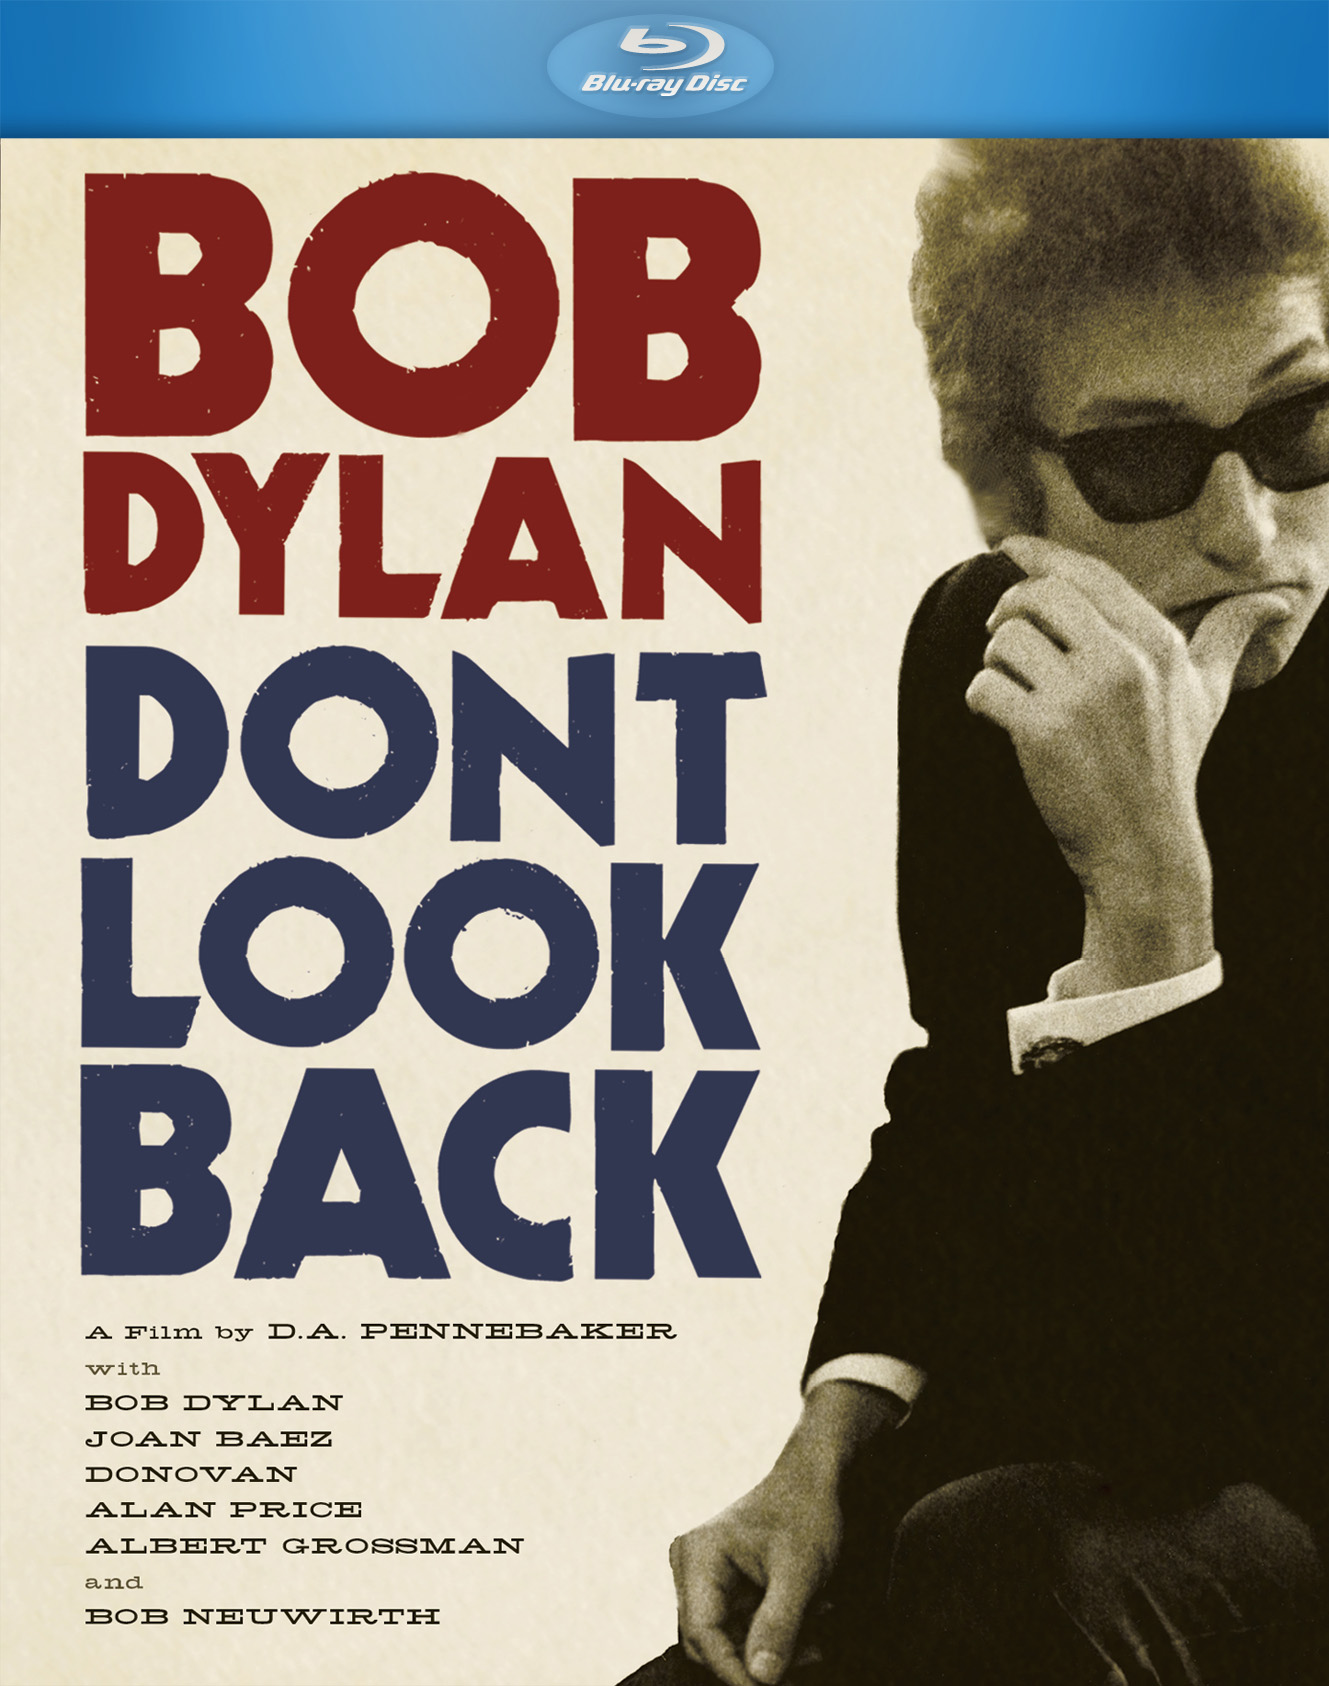 Blu-ray Disc
BOB
DYLAN
DONT
LOOK
BACK
A Film by D.A. PENNEBAKER
with
BOB DYLAN
JOAN BAEZ
DONOVAN
ALAN PRICE
ALBERT GROSSMAN
and
BOB NEUWIRTH